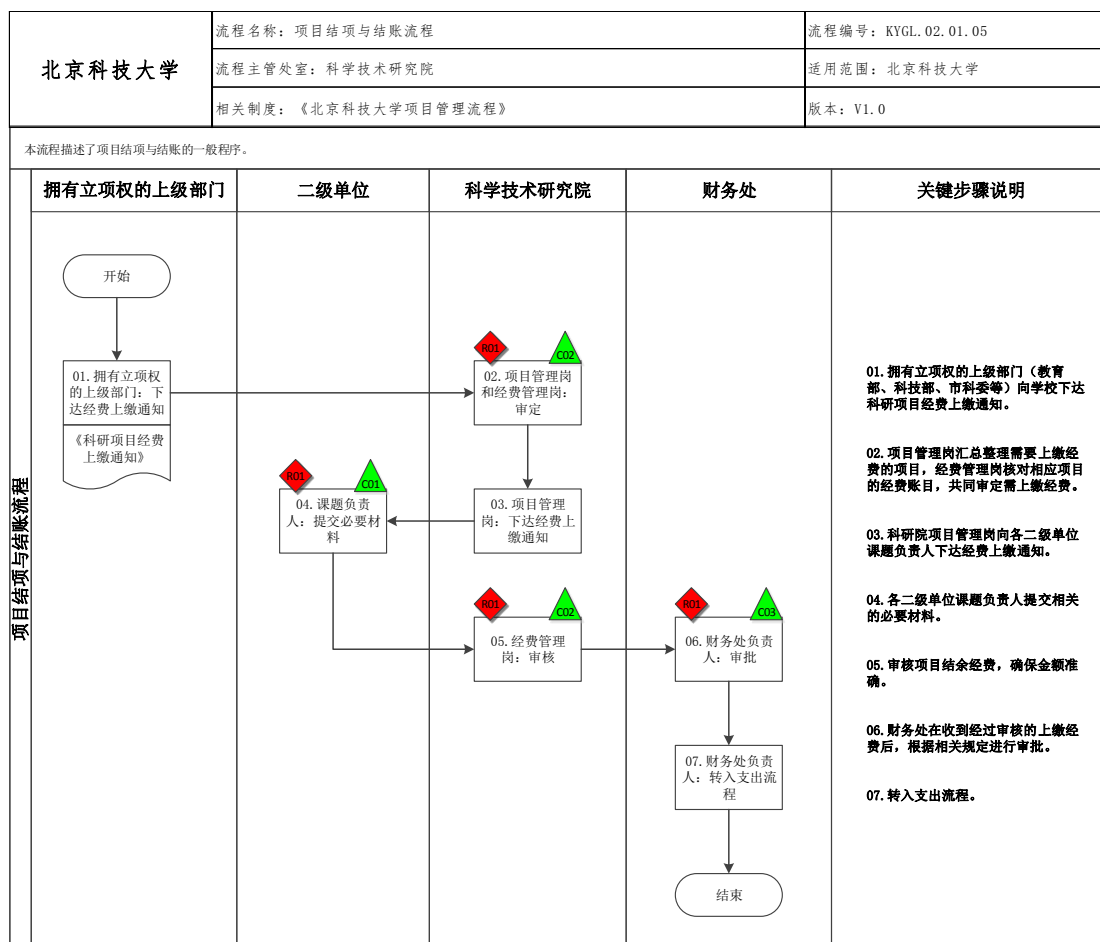 北京科技大学
流程名称：项目结项与结账流程
流程编号：KYGL.02.01.05
流程主管处室：科学技术研究院
适用范围：北京科技大学
相关制度：《北京科技大学项目管理流程》
版本：V1.0
本流程描述了项目结项与结账的一般程序。
项目结项与结账流程
拥有立项权的上级部门
二级单位
科学技术研究院
财务处
关键步骤说明
开始
01.拥有立项权
的上级部门：下
达经费上缴通知
《科研项目经费
上缴通知》
R01
C02
02.项目管理岗
和经费管理岗：
审定
03.项目管理
岗：下达经费上
缴通知
R01
C01
04.课题负责
人：提交必要材
料
R01
C02
05.经费管理
岗：审核
R01
C03
06.财务处负责
人：审批
07.财务处负责
人：转入支出流
程
结束
01.拥有立项权的上级部门（教育
部、科技部、市科委等）向学校下达
科研项目经费上缴通知。
02.项目管理岗汇总整理需要上缴经
费的项目，经费管理岗核对相应项目
的经费账目，共同审定需上缴经费。
03.科研院项目管理岗向各二级单位
课题负责人下达经费上缴通知。
04.各二级单位课题负责人提交相关
的必要材料。
05.审核项目结余经费，确保金额准
确。
06.财务处在收到经过审核的上缴经
费后，根据相关规定进行审批。
07.转入支出流程。